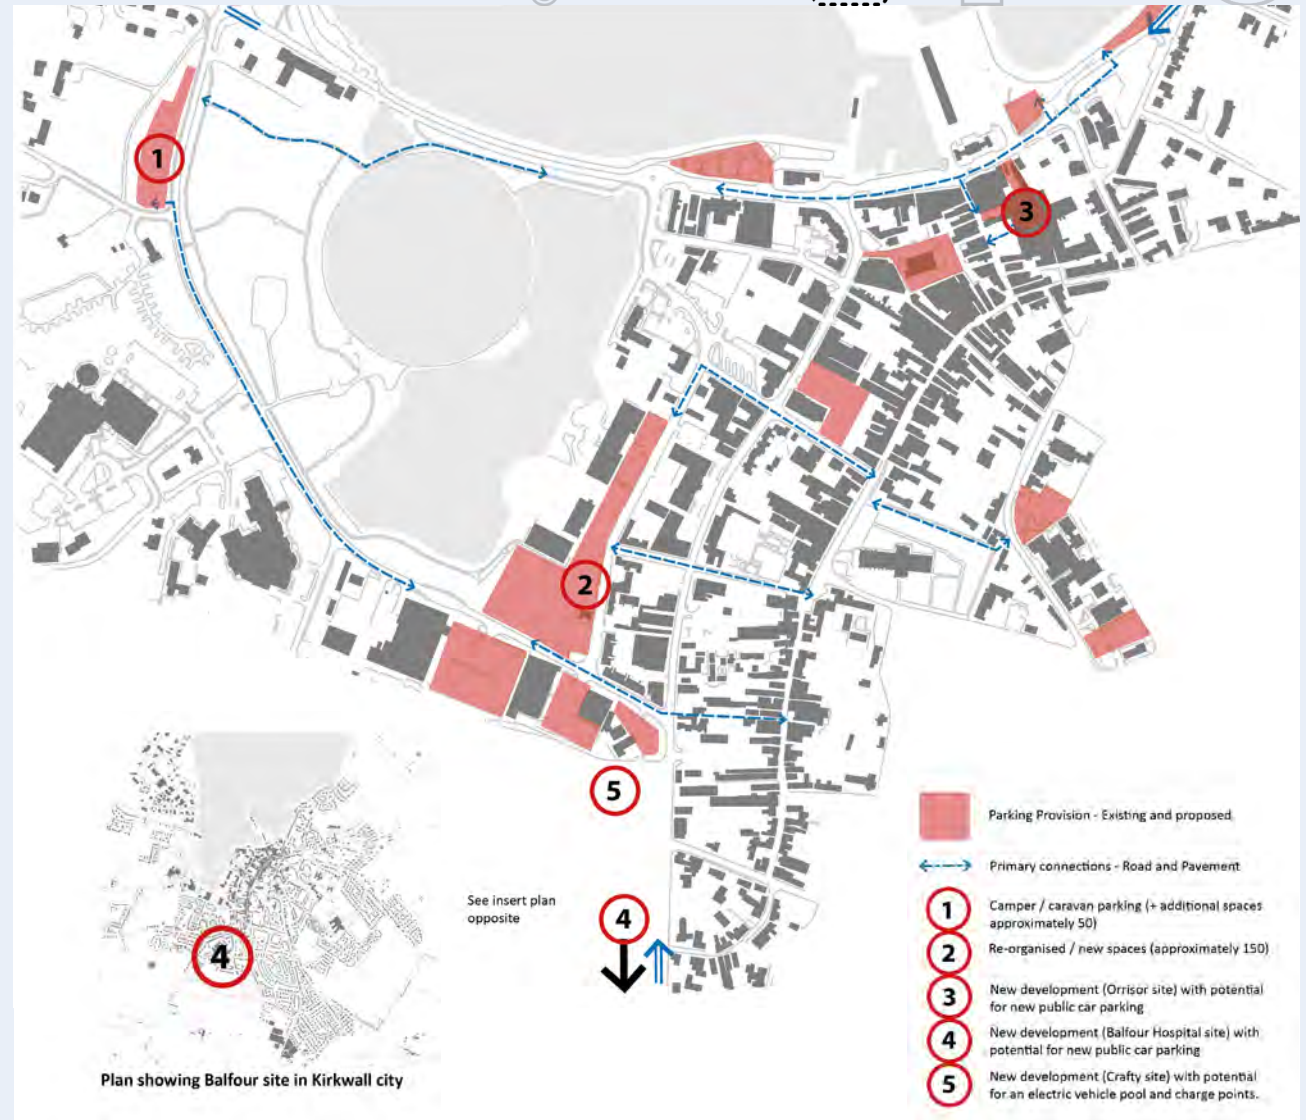 1
3
2
5
See insert plan
opposite
4
4
Plan showing Balfour site in Kirkwall city
Parking Provision - Existing and proposed
Primary connections - Road and Pavement
1 Camper / caravan parking (+ additional spaces
approximately 50)
2 Re-organised / new spaces (approximately 150)
3 New development (Orrisor site) with potential
for new public car parking
4 New development (Balfour Hospital site) with
potential for new public car parking
5 New development (Crafty site) with potential
for an electric vehicle pool and charge points.